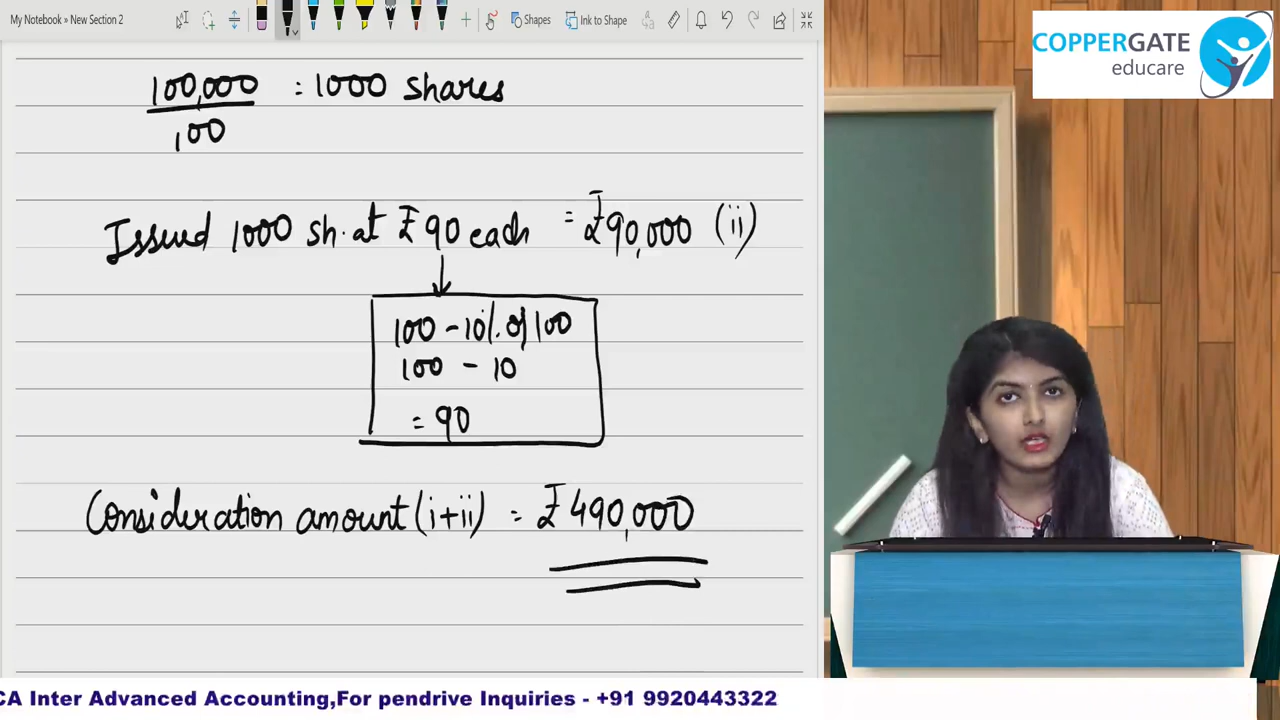 My Notebook » New Section 2
Shapes
Ink to Shape
COPPERGATE
educare
100,000 = 1000 shares
100
Issued 1000 sh. at ₹90 each = ₹90,000 (ii)
100 - 10% of 100
100 - 10
= 90
Consideration amount (i+ii) = ₹490,000
CA Inter Advanced Accounting,For pendrive Inquiries - +91 9920443322